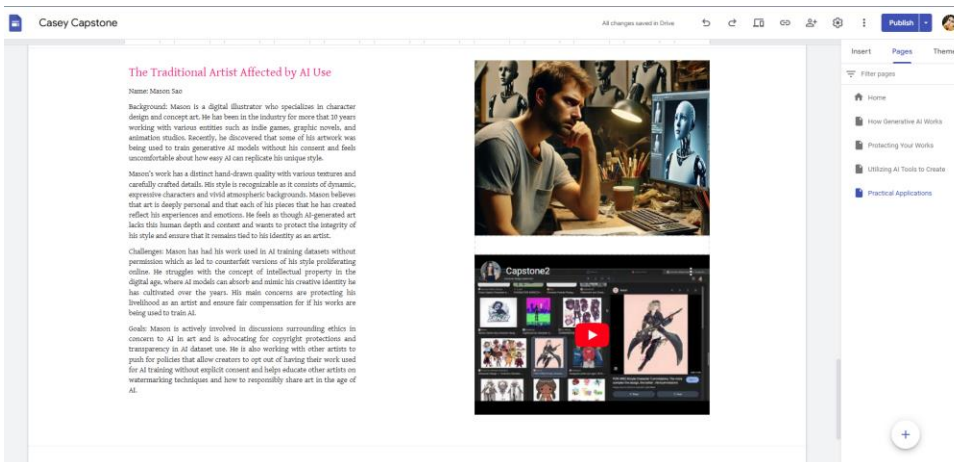 Casey Capstone
All changes saved in Drive
Publish
Insert Pages Theme
Filter pages
Home
How Generative AI Works
Protecting Your Works
Utilizing AI Tools to Create
Practical Applications
The Traditional Artist Affected by AI Use
Name: Mason Sao
Background: Mason is a digital illustrator who specializes in character
design and concept art. He has been in the industry for more that 10 years
working with various entities such as indie games, graphic novels, and
animation studios. Recently, he discovered that some of his artwork was
being used to train generative AI models without his consent and feels
uncomfortable about how easy AI can replicate his unique style.
Mason's work has a distinct hand-drawn quality with various textures and
carefully crafted details. His style is recognizable as it consists of dynamic,
expressive characters and vivid atmospheric backgrounds. Mason believes
that art is deeply personal and that each of his pieces that he has created
reflect his experiences and emotions. He feels as though AI-generated art
lacks this human depth and content and wants to protect the integrity of
his style and ensure that it remains tied to his identity as an artist.
Challenges: Mason has had his work used in AI training datasets without
permission which as led to counterfeit versions of his style proliferating
online. He struggles with the concept of intellectual property in the
digital age, where AI models can absorb and mimic his creative identity he
has cultivated over the years. His main concerns are protecting his
livelihood as an artist and ensure fair compensation for if his works are
being used to train AI.
Goals: Mason is actively involved in discussions surrounding ethics in
concern to AI in art and is advocating for copyright protections and
transparency in AI dataset use. He is also working with other artists to
push for policies that allow creators to opt out of having their work used
for AI training without explicit consent and helps educate other artists on
watermarking techniques and how to responsibly share art in the age of
AI.
Capstone2